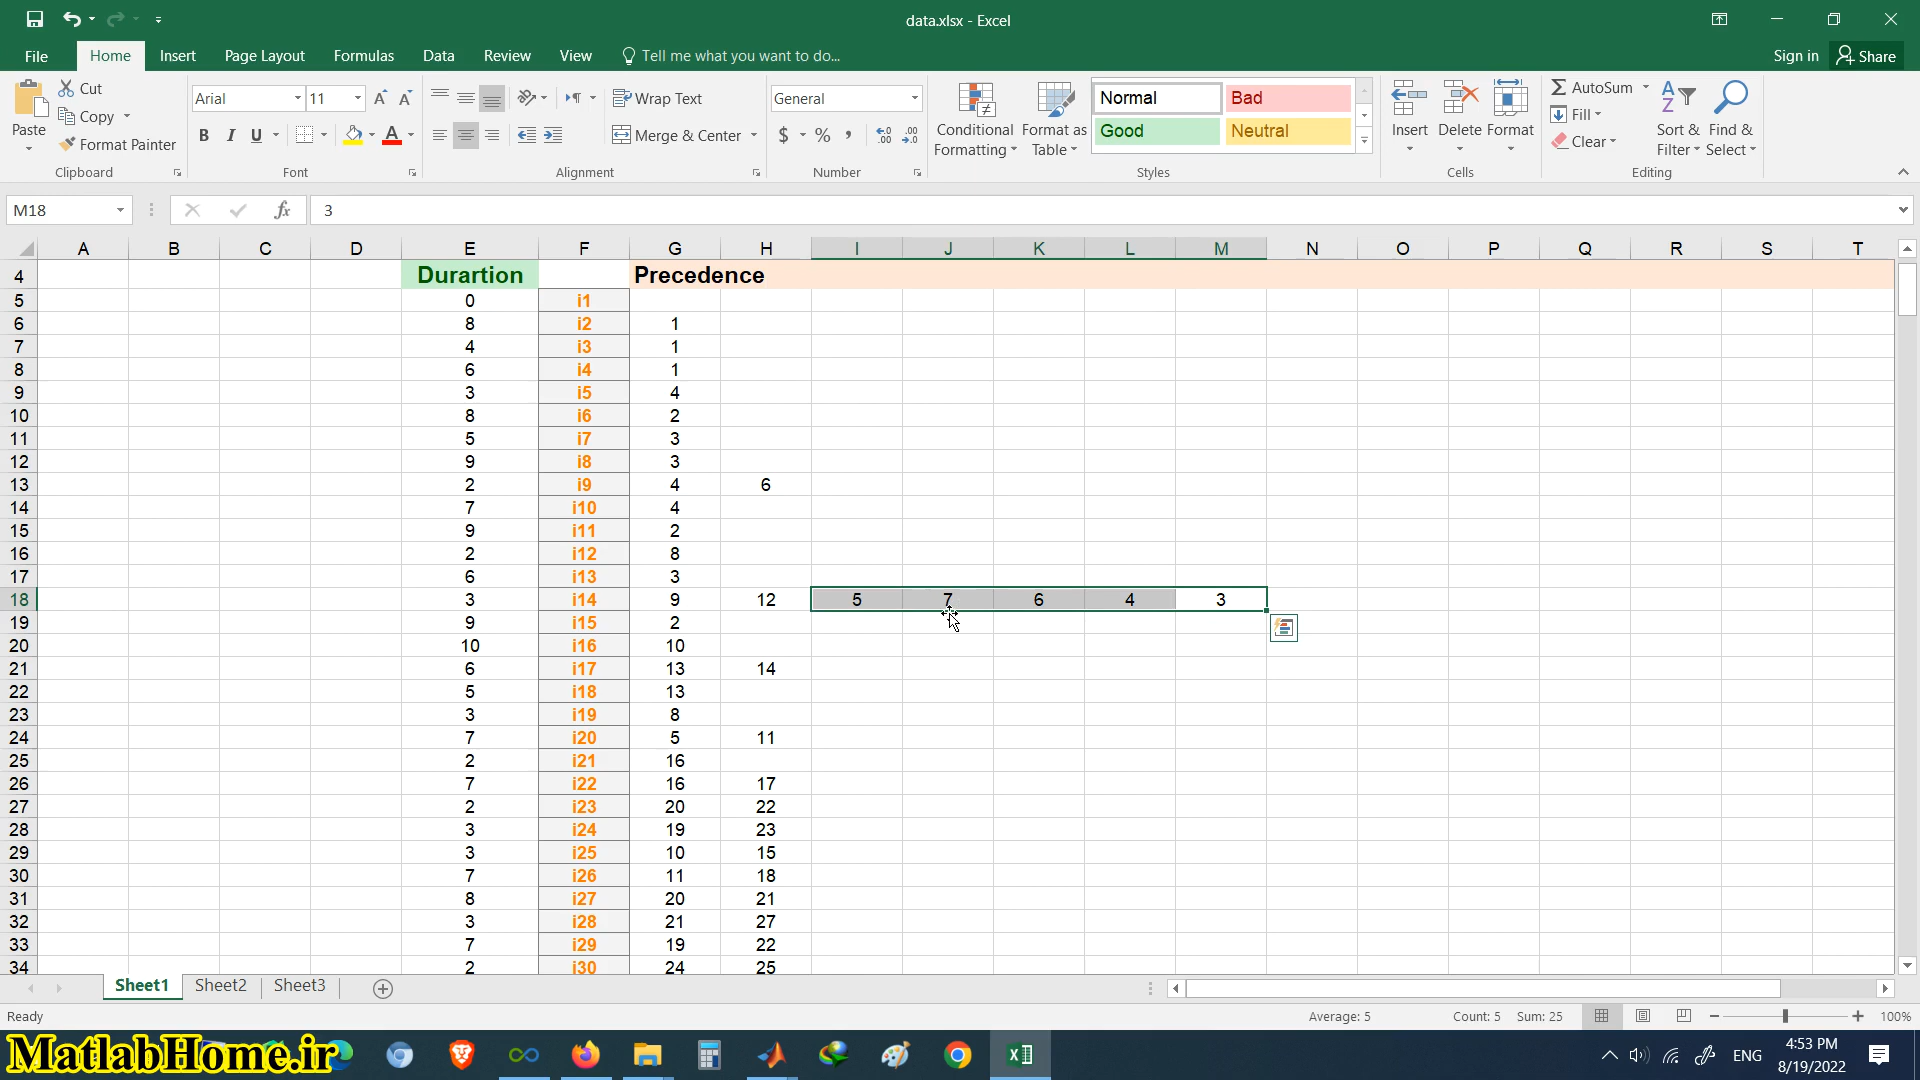 data.xlsx - Excel
File Home Insert Page Layout Formulas Data Review View Tell me what you want to do... Sign in Share
Paste Cut Copy Format Painter Clipboard
Arial 11 B I U Font
Wrap Text Merge & Center Alignment
General $ % , Number
Conditional Formatting Format as Table Normal Bad Good Neutral Styles
Insert Delete Format Cells
AutoSum Fill Clear Sort & Filter Find & Select Editing
M18 fx 3
A B C D E F G H I J K L M N O P Q R S T
4 Durartion Precedence
5 0 i1
6 8 i2 1
7 4 i3 1
8 6 i4 1
9 3 i5 4
10 8 i6 2
11 5 i7 3
12 9 i8 3
13 2 i9 4 6
14 7 i10 4
15 9 i11 2
16 2 i12 8
17 6 i13 3
18 3 i14 9 12 5 7 6 4 3
19 9 i15 2
20 10 i16 10
21 6 i17 13 14
22 5 i18 13
23 3 i19 8
24 7 i20 5 11
25 2 i21 16
26 7 i22 16 17
27 2 i23 20 22
28 3 i24 19 23
29 3 i25 10 15
30 7 i26 11 18
31 8 i27 20 21
32 3 i28 21 27
33 7 i29 19 22
34 2 i30 24 25
Sheet1 Sheet2 Sheet3
Ready Average: 5 Count: 5 Sum: 25 100%
MatlabHome.ir ENG 4:53 PM
8/19/2022